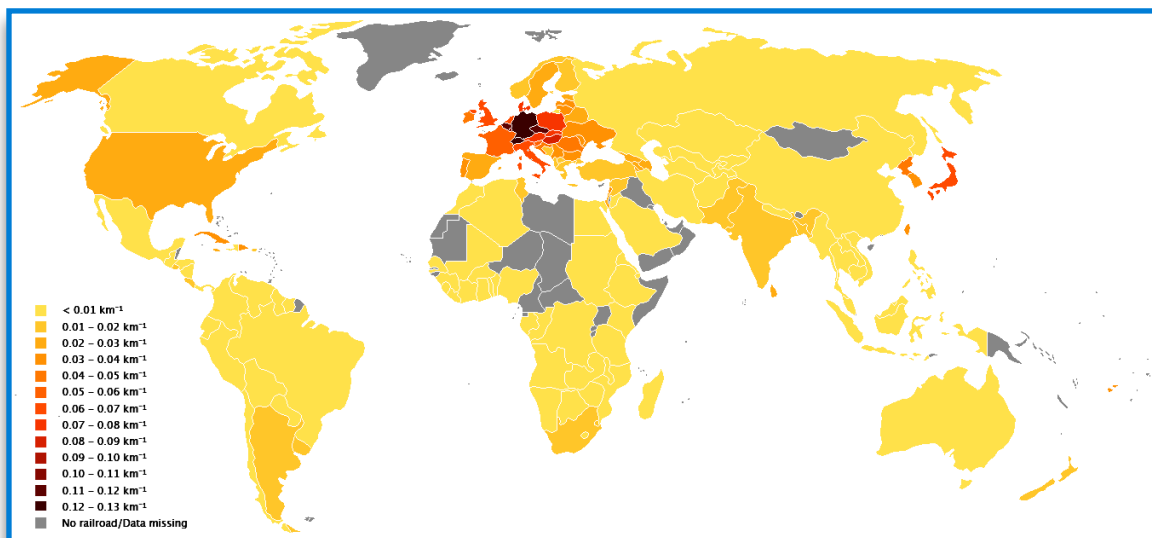 < 0.01 km⁻¹
0.01 – 0.02 km⁻¹
0.02 – 0.03 km⁻¹
0.03 – 0.04 km⁻¹
0.04 – 0.05 km⁻¹
0.05 – 0.06 km⁻¹
0.06 – 0.07 km⁻¹
0.07 – 0.08 km⁻¹
0.08 – 0.09 km⁻¹
0.09 – 0.10 km⁻¹
0.10 – 0.11 km⁻¹
0.11 – 0.12 km⁻¹
0.12 – 0.13 km⁻¹
No railroad/Data missing